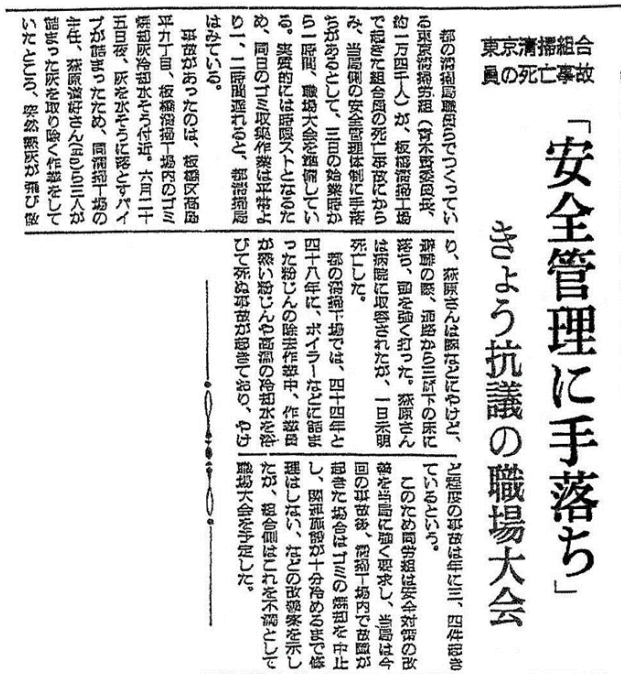 東京清掃組合
員の死亡事故
「安全管理に手落ち」
きょう抗議の職場大会
都の清掃局職員らでつくってい
る東京清掃労組(委員長、
約一万四千人)が、板橋清掃工場
で起きた組合員の死亡事故にから
み、当局側の安全管理体制に手落
ちがあるとして、三日の始業時か
ら一時間、職場大会を準備してい
る。実質的には時限ストとなるた
め、同日のゴミ収集作業は平常よ
り一、二時間遅れると、都清掃局
はみている。
事故があったのは、板橋区高島
平九丁目、板橋清掃工場内のゴミ
焼却灰冷却水そう付近。六月二十
五日夜、灰を水そうに落とすパイ
プが詰まったため、同清掃工場の
主任、萩原さんら三人が
詰まった灰を取り除く作業をして
いたところ、突然熱灰が飛び散
り、萩原さんは顔などにやけど、
避難の際、通路から三㍍下の床に
落ち、頭を強く打った。萩原さん
は病院に収容されたが、一日未明
死亡した。
都の清掃工場では、四十四年と
四十八年に、ボイラーなどに詰ま
った粉じんの除去作業中、作業員
が熱い粉じんや高温の冷却水を浴
びて死ぬ事故が起きており、やけ
ど程度の事故は年に三、四件起き
ているという。
このため同労組は安全対策の改
善を当局に強く要求し、当局は今
回の事故後、清掃工場内で故障が
起きた場合はゴミの焼却を中止
し、関連施設が十分冷めるまで修
理はしない、などの改善案を示し
たが、組合側はこれを不満として
職場大会を予定した。